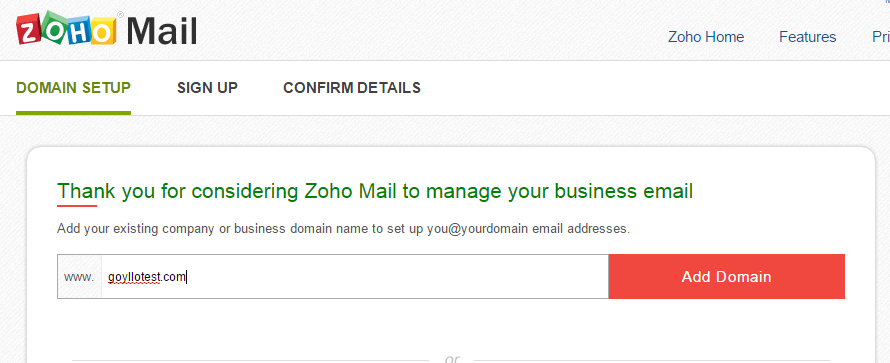 ZOHO Mail
Zoho Home Features Pri
DOMAIN SETUP SIGN UP CONFIRM DETAILS
Thank you for considering Zoho Mail to manage your business email
Add your existing company or business domain name to set up you@yourdomain email addresses.
www. goyllotest.com Add Domain
or